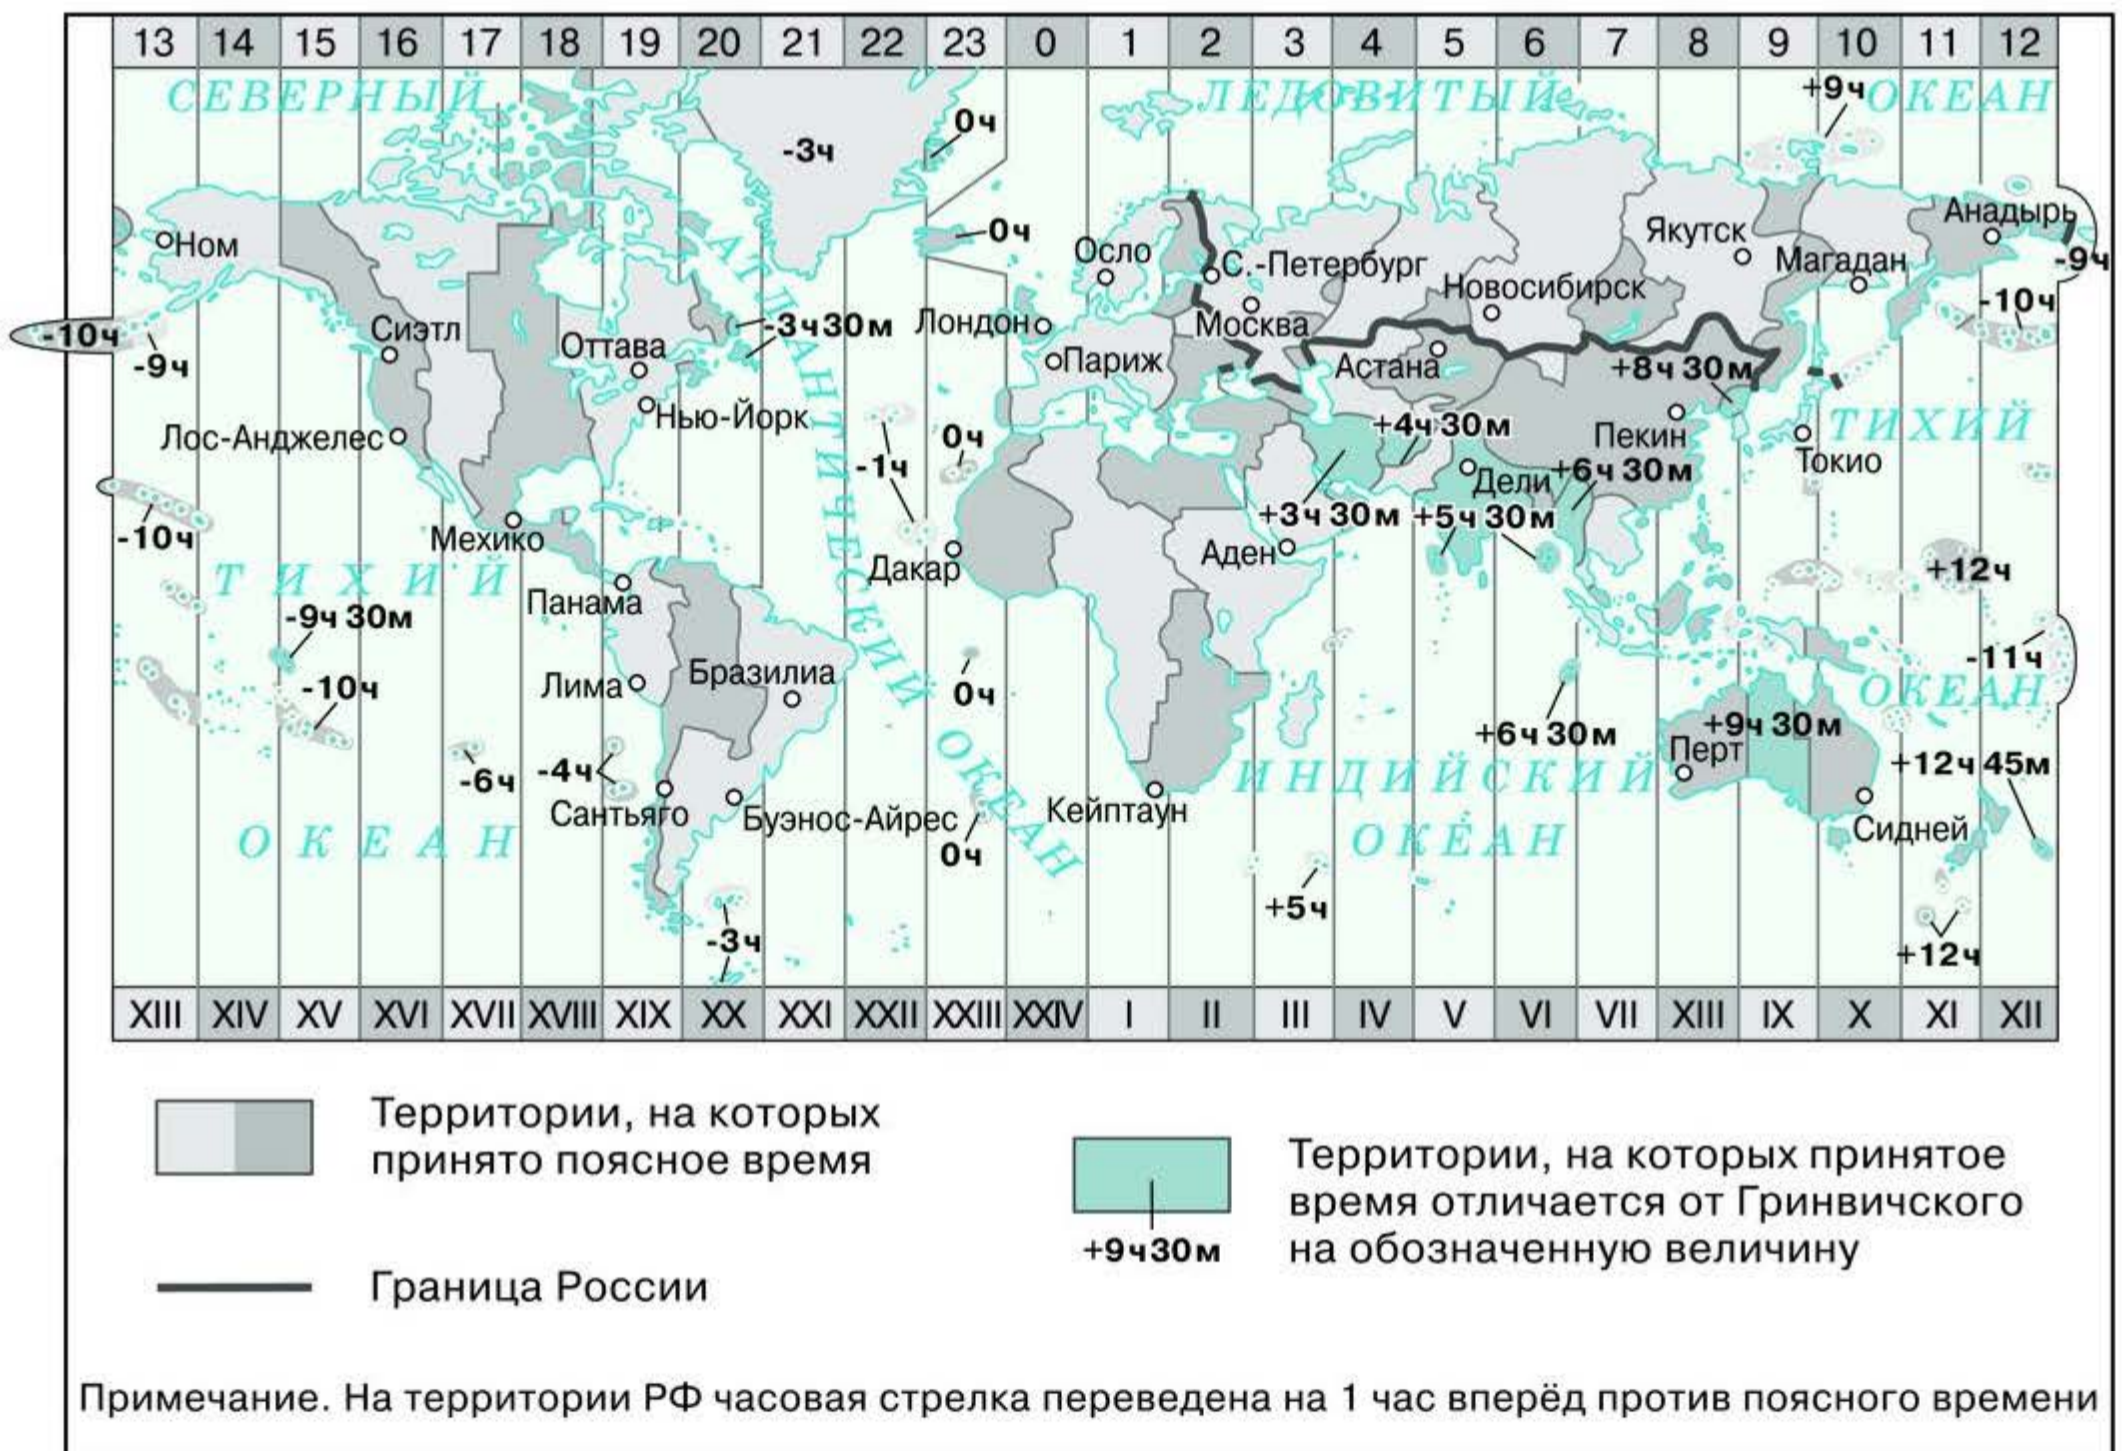 13 14 15 16 17 18 19 20 21 22 23 0 1 2 3 4 5 6 7 8 9 10 11 12
СЕВЕРНЫЙ ЛЕДОВИТЫЙ ОКЕАН
+9ч
0ч
-3ч
0ч
Ном
Осло
С.-Петербург
Якутск
Анадырь
Магадан
-9ч
Новосибирск
-10ч
-10ч
-9ч
Сиэтл
Оттава
-3ч30м
Лондон
Москва
Париж
Астана
+8ч 30м
Нью-Йорк
Лос-Анджелес
АТЛАНТИЧЕСКИЙ ОКЕАН
-1ч
0ч
+4ч 30м
Пекин
ТИХИЙ
Токио
Дели
+6ч 30м
-10ч
Мехико
+3ч 30м
+5ч 30м
Дакар
Аден
+12ч
ТИХИЙ
Панама
-9ч 30м
-11ч
Лима
Бразилиа
-10ч
0ч
ОКЕАН
+6ч 30м
+9ч 30м
Перт
+12ч 45м
-6ч
-4ч
ИНДИЙСКИЙ
Сантьяго
Буэнос-Айрес
Кейптаун
Сидней
ОКЕАН
0ч
ОКЕАН
+5ч
-3ч
+12ч
XIII XIV XV XVI XVII XVIII XIX XX XXI XXII XXIII XXIV I II III IV V VI VII XIII IX X XI XII
Территории, на которых
принято поясное время
Граница России
+9ч30м
Территории, на которых принятое
время отличается от Гринвичского
на обозначенную величину
Примечание. На территории РФ часовая стрелка переведена на 1 час вперёд против поясного времени